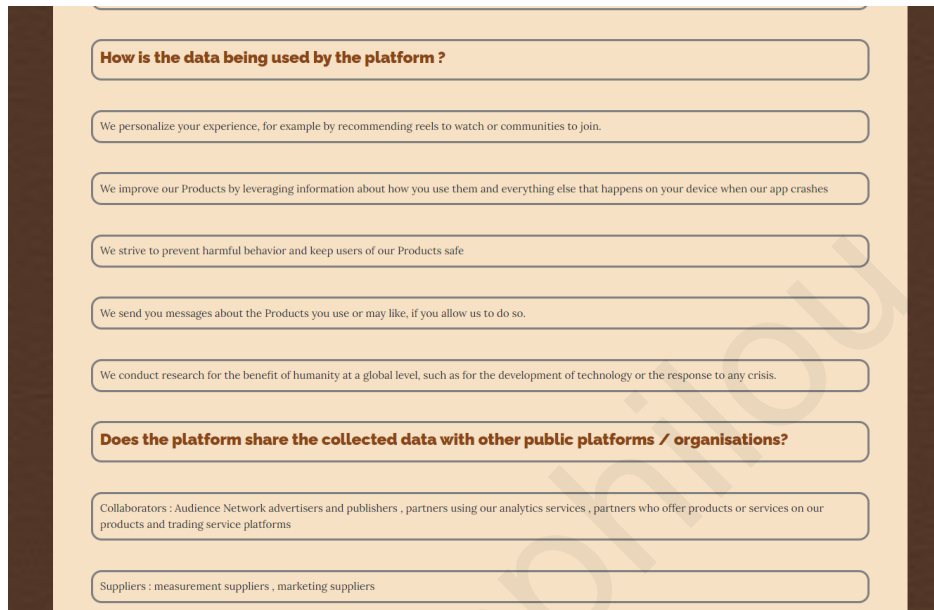 How is the data being used by the platform ?
We personalize your experience, for example by recommending reels to watch or communities to join.
We improve our Products by leveraging information about how you use them and everything else that happens on your device when our app crashes
We strive to prevent harmful behavior and keep users of our Products safe
We send you messages about the Products you use or may like, if you allow us to do so.
We conduct research for the benefit of humanity at a global level, such as for the development of technology or the response to any crisis.
Does the platform share the collected data with other public platforms / organisations?
Collaborators : Audience Network advertisers and publishers , partners using our analytics services , partners who offer products or services on our
products and trading service platforms
Suppliers : measurement suppliers , marketing suppliers
philou